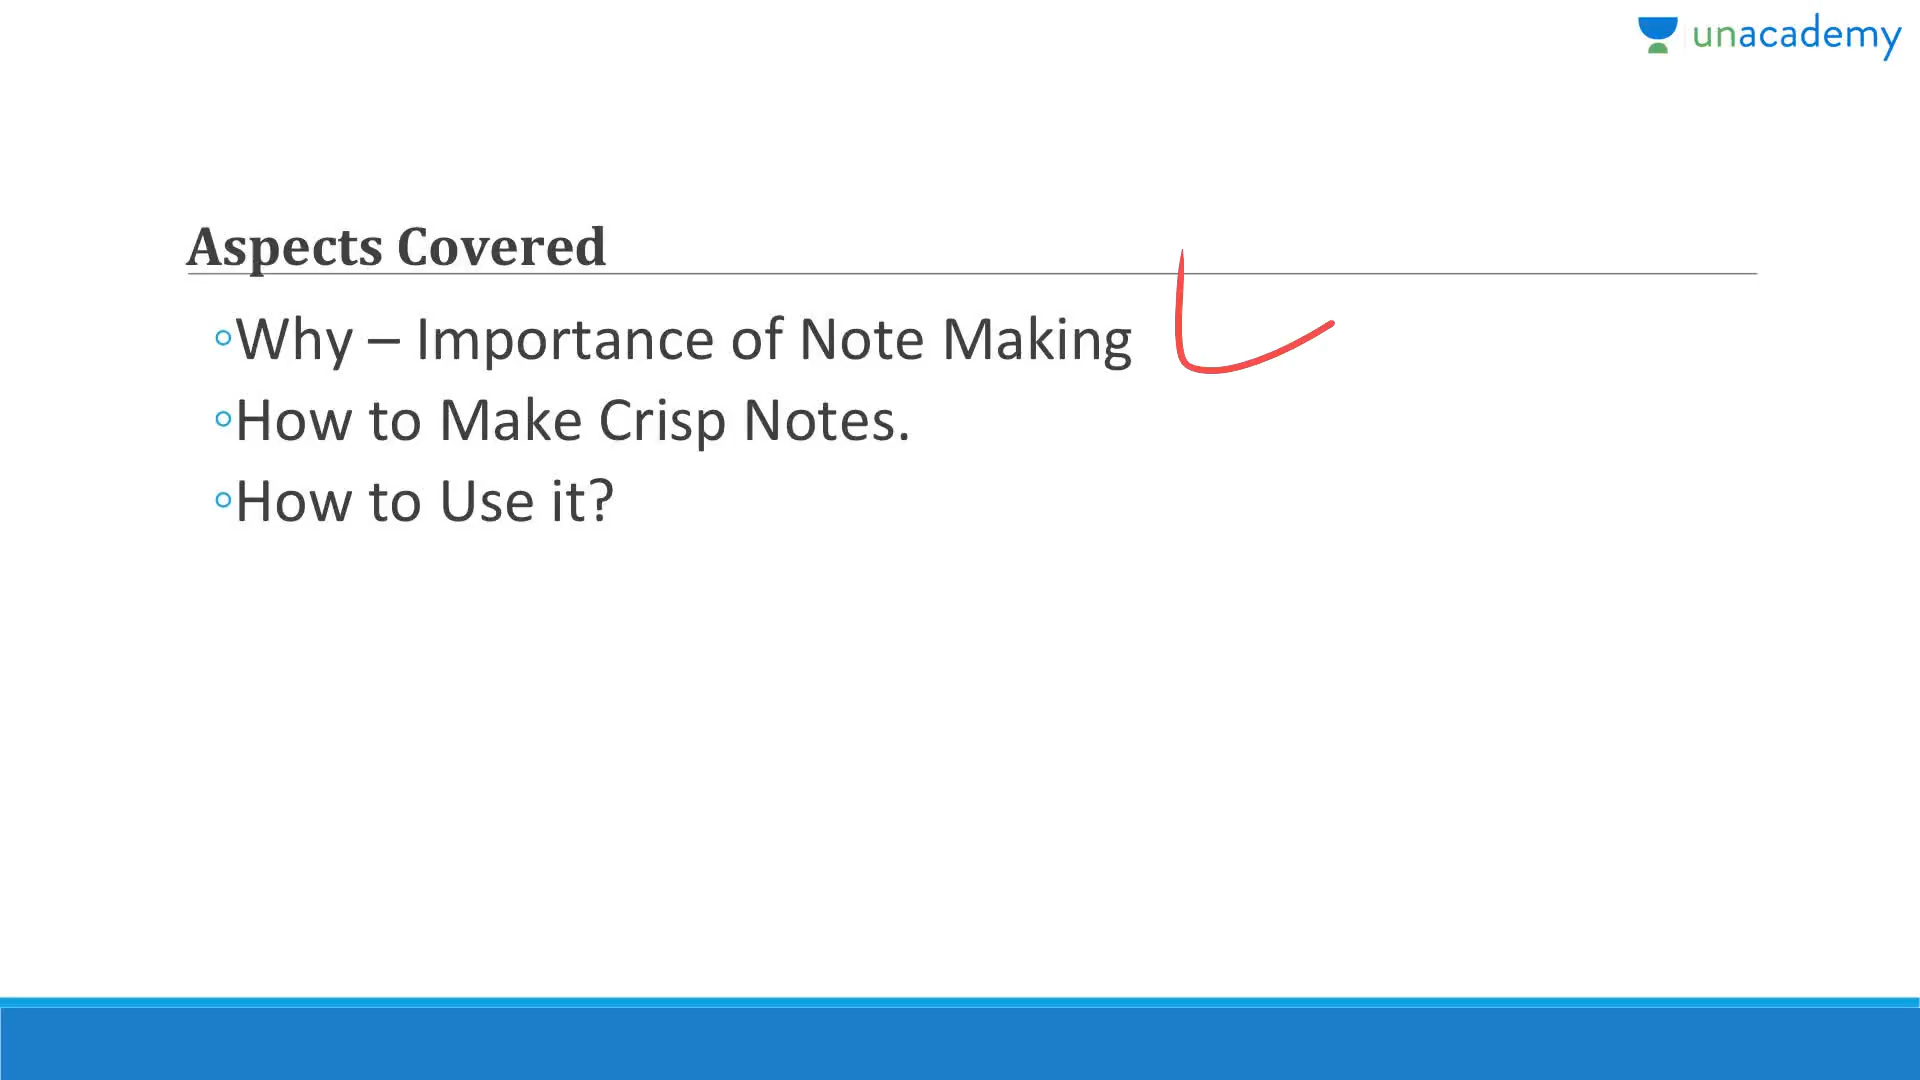 unacademy
Aspects Covered
◦Why – Importance of Note Making
◦How to Make Crisp Notes.
◦How to Use it?